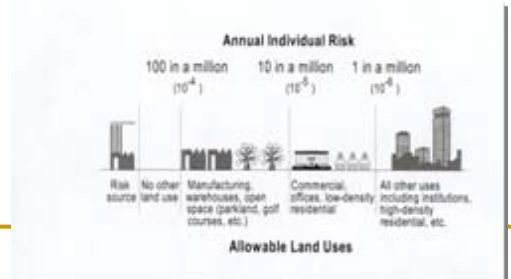 Annual Individual Risk
100 in a million 10 in a million 1 in a million
(10⁻⁴) (10⁻⁵) (10⁻⁶)
Risk source
No other land use
Manufacturing,
warehouses, open
space (parkland, golf
courses, etc.)
Commercial,
offices, low-density
residential
All other uses
including institutions,
high-density
residential, etc.
Allowable Land Uses